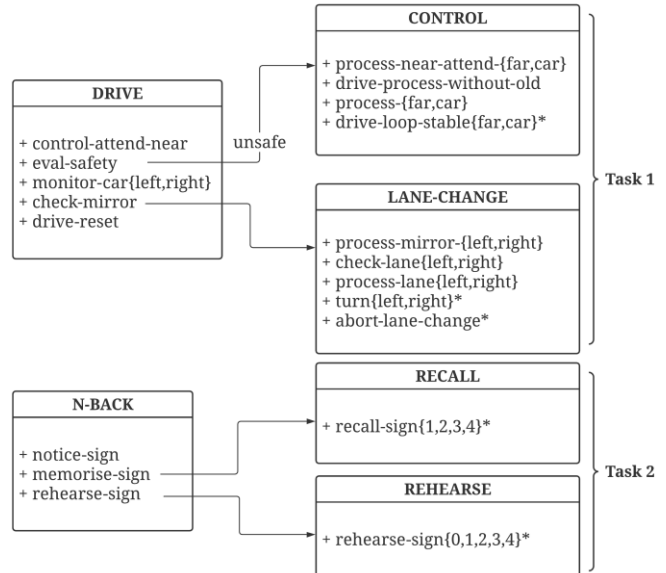 CONTROL
+ process-near-attend-{far,car}
+ drive-process-without-old
+ process-{far,car}
+ drive-loop-stable{far,car}*
DRIVE
+ control-attend-near
+ eval-safety
+ monitor-car{left,right}
+ check-mirror
+ drive-reset
unsafe
Task 1
LANE-CHANGE
+ process-mirror-{left,right}
+ check-lane{left,right}
+ process-lane{left,right}
+ turn{left,right}*
+ abort-lane-change*
N-BACK
+ notice-sign
+ memorise-sign
+ rehearse-sign
RECALL
+ recall-sign{1,2,3,4}*
Task 2
REHEARSE
+ rehearse-sign{0,1,2,3,4}*